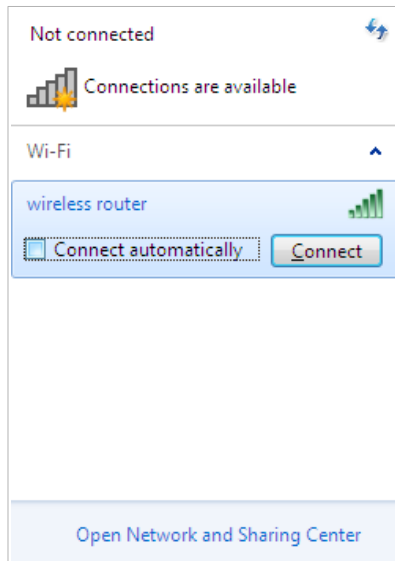 Not connected
Connections are available
Wi-Fi
wireless router
Connect automatically
Connect
Open Network and Sharing Center